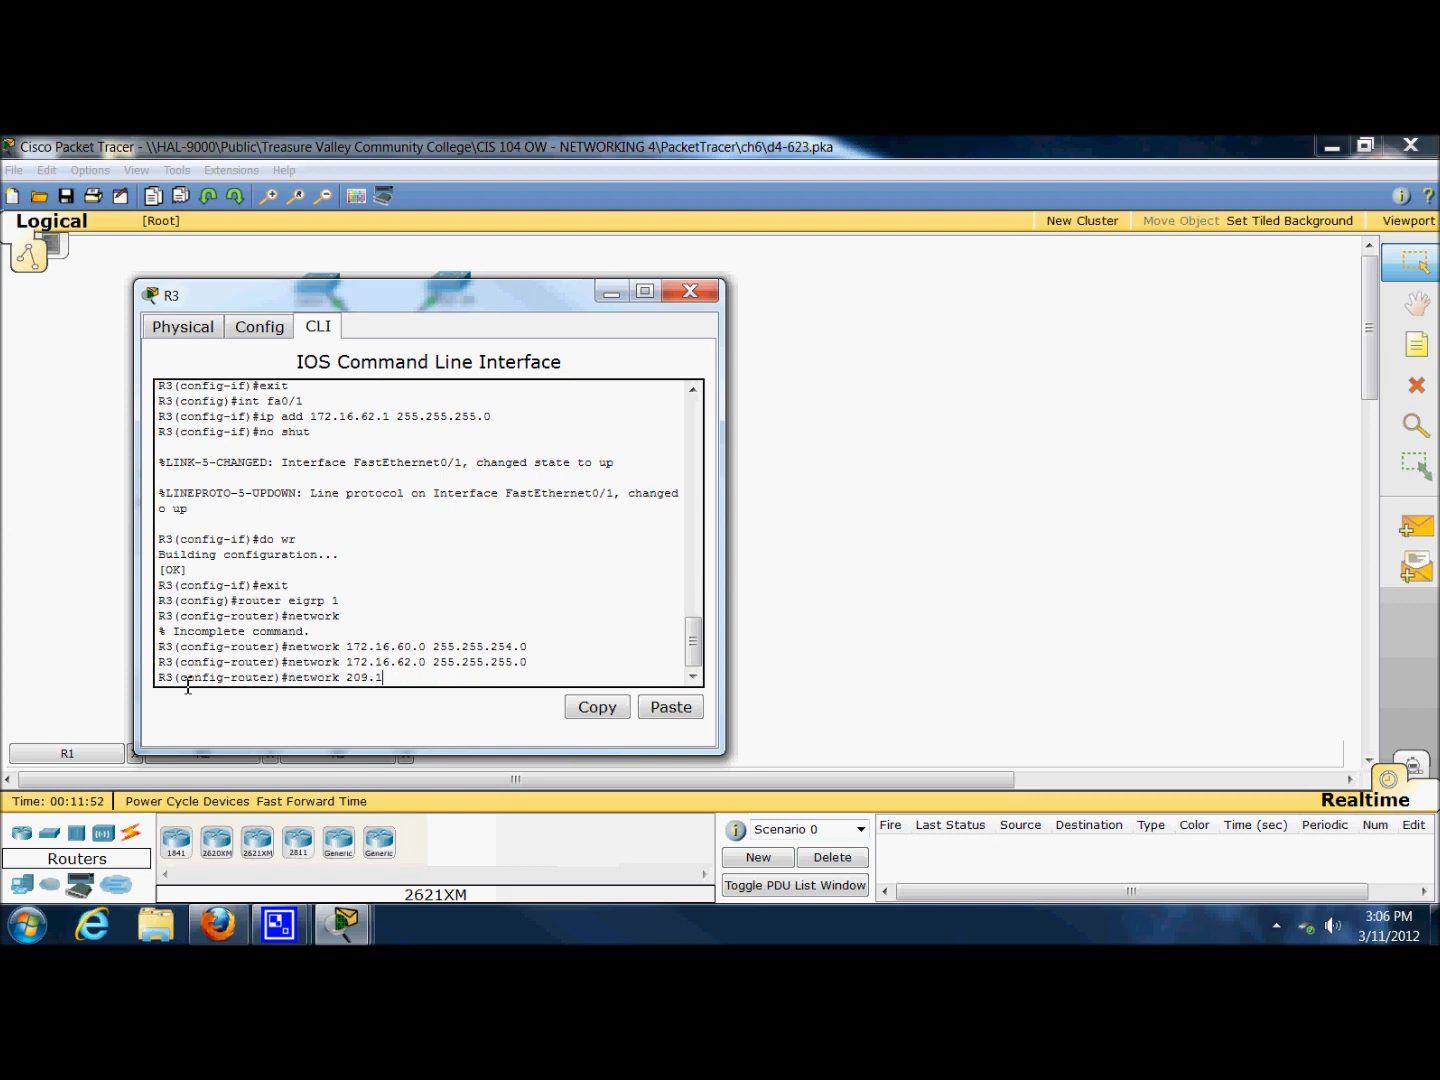 Cisco Packet Tracer - \\HAL-9000\Public\Treasure Valley Community College\CIS 104 OW - NETWORKING 4\PacketTracer\ch6\d4-623.pka
File Edit Options View Tools Extensions Help
Logical [Root] New Cluster Move Object Set Tiled Background Viewport
R3
Physical Config CLI
IOS Command Line Interface
R3(config-if)#exit
R3(config)#int fa0/1
R3(config-if)#ip add 172.16.62.1 255.255.255.0
R3(config-if)#no shut
%LINK-5-CHANGED: Interface FastEthernet0/1, changed state to up
%LINEPROTO-5-UPDOWN: Line protocol on Interface FastEthernet0/1, changed
o up
R3(config-if)#do wr
Building configuration...
[OK]
R3(config-if)#exit
R3(config)#router eigrp 1
R3(config-router)#network
% Incomplete command.
R3(config-router)#network 172.16.60.0 255.255.254.0
R3(config-router)#network 172.16.62.0 255.255.255.0
R3(config-router)#network 209.1
Copy Paste
R1
Time: 00:11:52 Power Cycle Devices Fast Forward Time
Realtime
Routers
1841 2620XM 2621XM 2811 Generic Generic
2621XM
Scenario 0
New Delete
Toggle PDU List Window
Fire Last Status Source Destination Type Color Time (sec) Periodic Num Edit
3:06 PM
3/11/2012